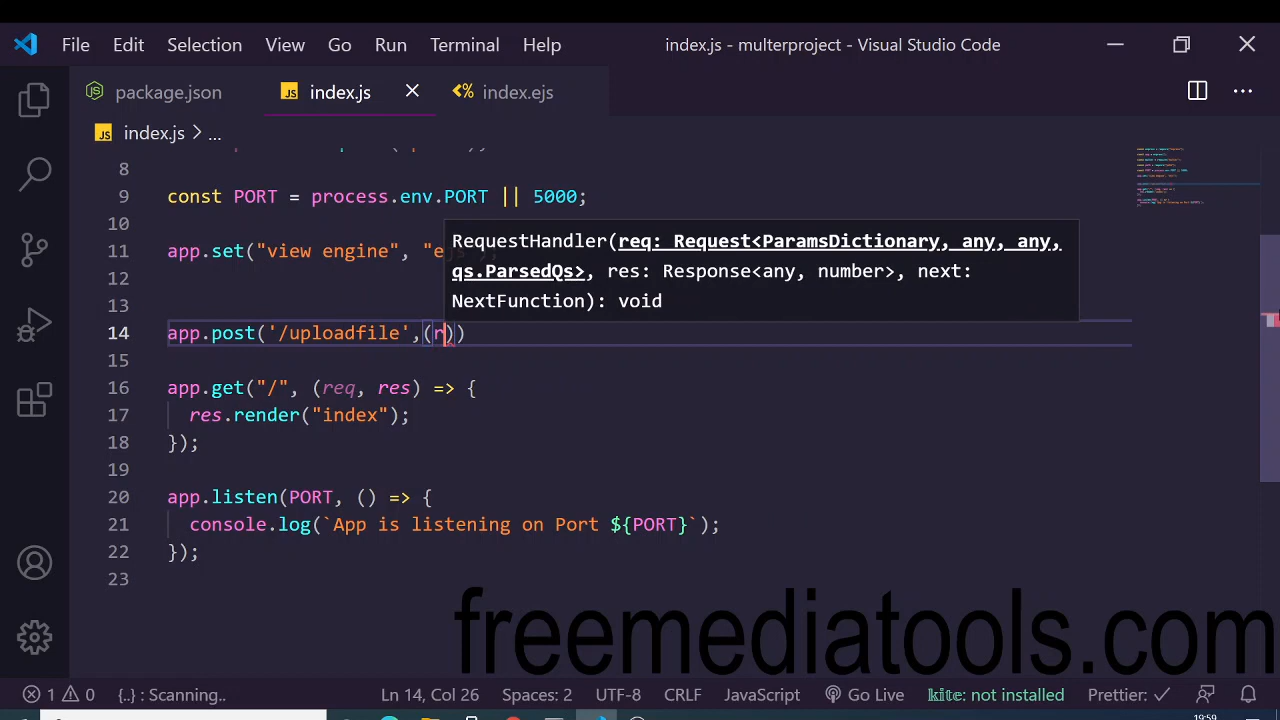 File Edit Selection View Go Run Terminal Help index.js - multerproject - Visual Studio Code
package.json index.js index.ejs
index.js > ...
8
9 const PORT = process.env.PORT || 5000;
10
11 app.set("view engine", "ejs");
RequestHandler(req: Request<ParamsDictionary, any, any,
qs.ParsedQs>, res: Response<any, number>, next:
NextFunction): void
12
13
14 app.post('/uploadfile',(r))
15
16 app.get("/", (req, res) => {
17 res.render("index");
18 });
19
20 app.listen(PORT, () => {
21 console.log(`App is listening on Port ${PORT}`);
22 });
23
freemediatools.com
1 0 {..} : Scanning.. Ln 14, Col 26 Spaces: 2 UTF-8 CRLF JavaScript Go Live kite: not installed Prettier: ✓
19:59